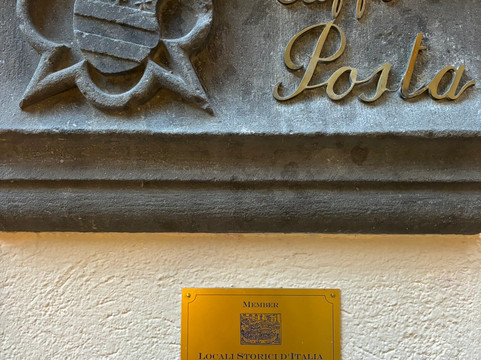 Posta
MEMBER
LOCALI STORICI D'ITALIA